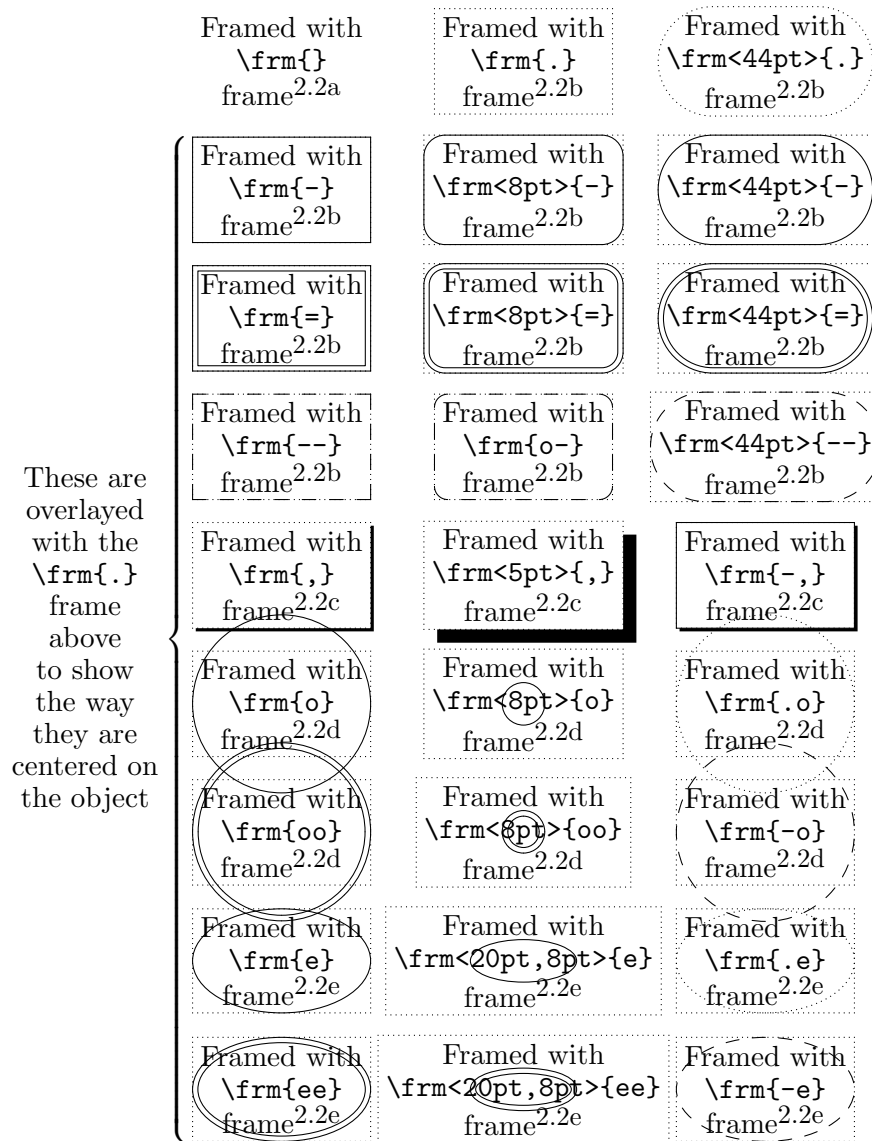 Framed with
\frm{}
frame2.2a
Framed with
\frm{.}
frame2.2b
Framed with
\frm<44pt>{.}
frame2.2b
These are
overlayed
with the
\frm{.}
frame
above
to show
the way
they are
centered on
the object
Framed with
\frm{-}
frame2.2b
Framed with
\frm<8pt>{-}
frame2.2b
Framed with
\frm<44pt>{-}
frame2.2b
Framed with
\frm{=}
frame2.2b
Framed with
\frm<8pt>{=}
frame2.2b
Framed with
\frm<44pt>{=}
frame2.2b
Framed with
\frm{--}
frame2.2b
Framed with
\frm{o-}
frame2.2b
Framed with
\frm<44pt>{--}
frame2.2b
Framed with
\frm{,}
frame2.2c
Framed with
\frm<5pt>{,}
frame2.2c
Framed with
\frm{-,}
frame2.2c
Framed with
\frm{o}
frame2.2d
Framed with
\frm<8pt>{o}
frame2.2d
Framed with
\frm{.o}
frame2.2d
Framed with
\frm{oo}
frame2.2d
Framed with
\frm<8pt>{oo}
frame2.2d
Framed with
\frm{-o}
frame2.2d
Framed with
\frm{e}
frame2.2e
Framed with
\frm<20pt,8pt>{e}
frame2.2e
Framed with
\frm{.e}
frame2.2e
Framed with
\frm{ee}
frame2.2e
Framed with
\frm<20pt,8pt>{ee}
frame2.2e
Framed with
\frm{-e}
frame2.2e